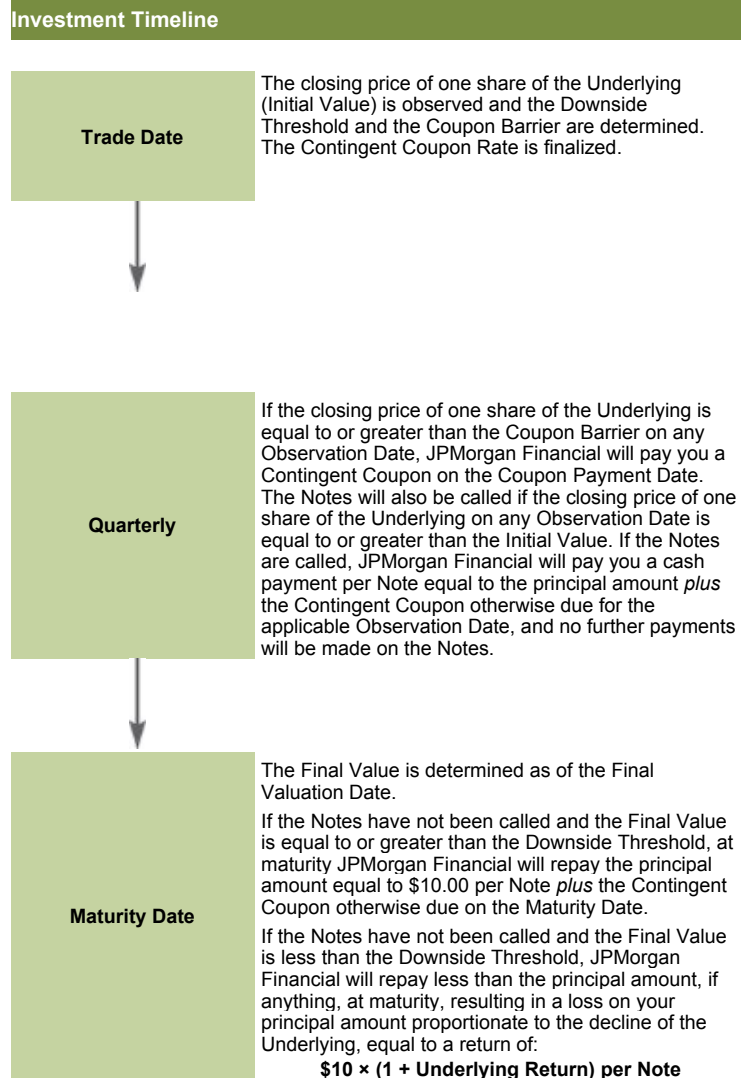 Investment Timeline
Trade Date
The closing price of one share of the Underlying
(Initial Value) is observed and the Downside
Threshold and the Coupon Barrier are determined.
The Contingent Coupon Rate is finalized.
Quarterly
If the closing price of one share of the Underlying is
equal to or greater than the Coupon Barrier on any
Observation Date, JPMorgan Financial will pay you a
Contingent Coupon on the Coupon Payment Date.
The Notes will also be called if the closing price of one
share of the Underlying on any Observation Date is
equal to or greater than the Initial Value. If the Notes
are called, JPMorgan Financial will pay you a cash
payment per Note equal to the principal amount plus
the Contingent Coupon otherwise due for the
applicable Observation Date, and no further payments
will be made on the Notes.
Maturity Date
The Final Value is determined as of the Final
Valuation Date.
If the Notes have not been called and the Final Value
is equal to or greater than the Downside Threshold, at
maturity JPMorgan Financial will repay the principal
amount equal to $10.00 per Note plus the Contingent
Coupon otherwise due on the Maturity Date.
If the Notes have not been called and the Final Value
is less than the Downside Threshold, JPMorgan
Financial will repay less than the principal amount, if
anything, at maturity, resulting in a loss on your
principal amount proportionate to the decline of the
Underlying, equal to a return of:
$10 × (1 + Underlying Return) per Note